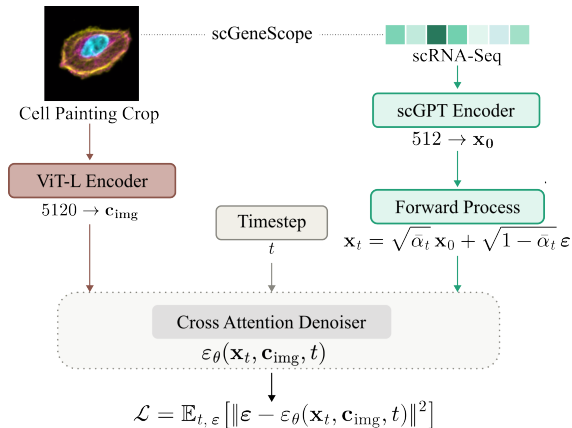 scGeneScope
scRNA-Seq
Cell Painting Crop
scGPT Encoder
512 → x₀
ViT-L Encoder
5120 → c_img
Timestep
t
Forward Process
x_t = √ᾱ_t x₀ + √1 − ᾱ_t ε
Cross Attention Denoiser
ε_θ(x_t, c_img, t)
ℒ = 𝔼_{t, ε}[‖ε − ε_θ(x_t, c_img, t)‖²]